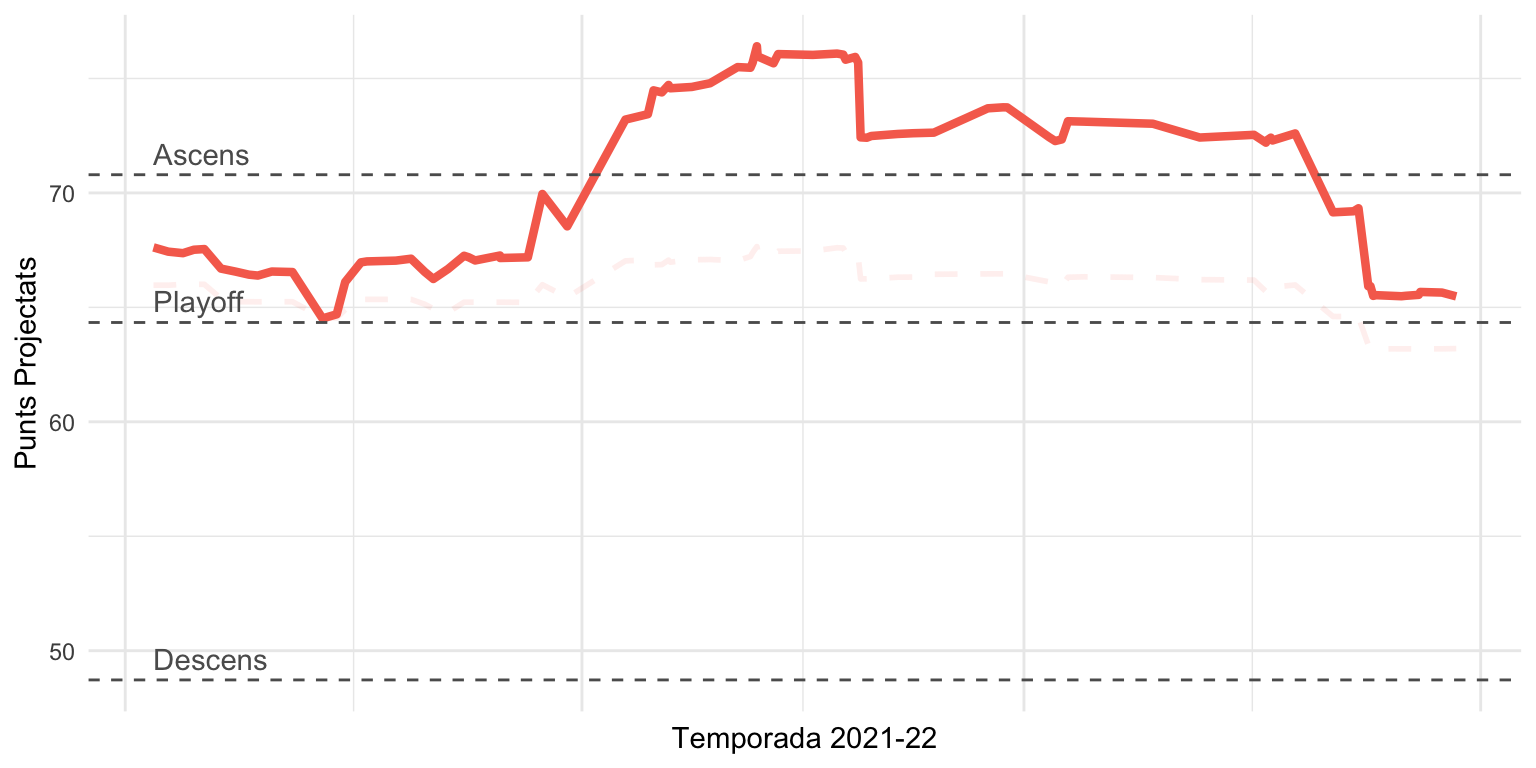 Ascens
70
Playoff
60
50
Descens
Punts Projectats
Temporada 2021-22